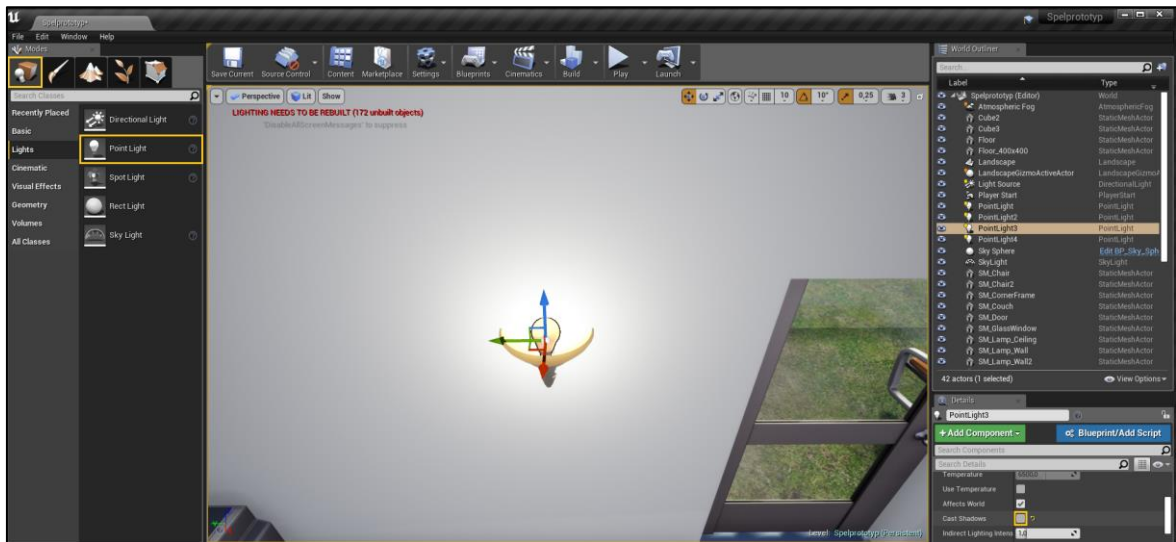 Spelprototyp*
Spelprototyp
File Edit Window Help
Modes
Search Classes
Recently Placed
Basic
Lights
Cinematic
Visual Effects
Geometry
Volumes
All Classes
Directional Light
Point Light
Spot Light
Rect Light
Sky Light
Save Current Source Control Content Marketplace Settings Blueprints Cinematics Build Play Launch
Perspective Lit Show
10 10° 0,25 3
LIGHTING NEEDS TO BE REBUILT (172 unbuilt objects)
'DisableAllScreenMessages' to suppress
Level: Spelprototyp (Persistent)
World Outliner
Search...
Label Type
Spelprototyp (Editor) World
Atmospheric Fog AtmosphericFog
Cube2 StaticMeshActor
Cube3 StaticMeshActor
Floor StaticMeshActor
Floor_400x400 StaticMeshActor
Landscape Landscape
LandscapeGizmoActiveActor LandscapeGizmoA
Light Source DirectionalLight
Player Start PlayerStart
PointLight PointLight
PointLight2 PointLight
PointLight3 PointLight
PointLight4 PointLight
Sky Sphere Edit BP_Sky_Sph
SkyLight SkyLight
SM_Chair StaticMeshActor
SM_Chair2 StaticMeshActor
SM_CornerFrame StaticMeshActor
SM_Couch StaticMeshActor
SM_Door StaticMeshActor
SM_GlassWindow StaticMeshActor
SM_Lamp_Ceiling StaticMeshActor
SM_Lamp_Wall StaticMeshActor
SM_Lamp_Wall2 StaticMeshActor
42 actors (1 selected) View Options
Details
PointLight3
+Add Component Blueprint/Add Script
Search Components
Search Details
Temperature
Use Temperature
Affects World
Cast Shadows
Indirect Lighting Intens 1,0